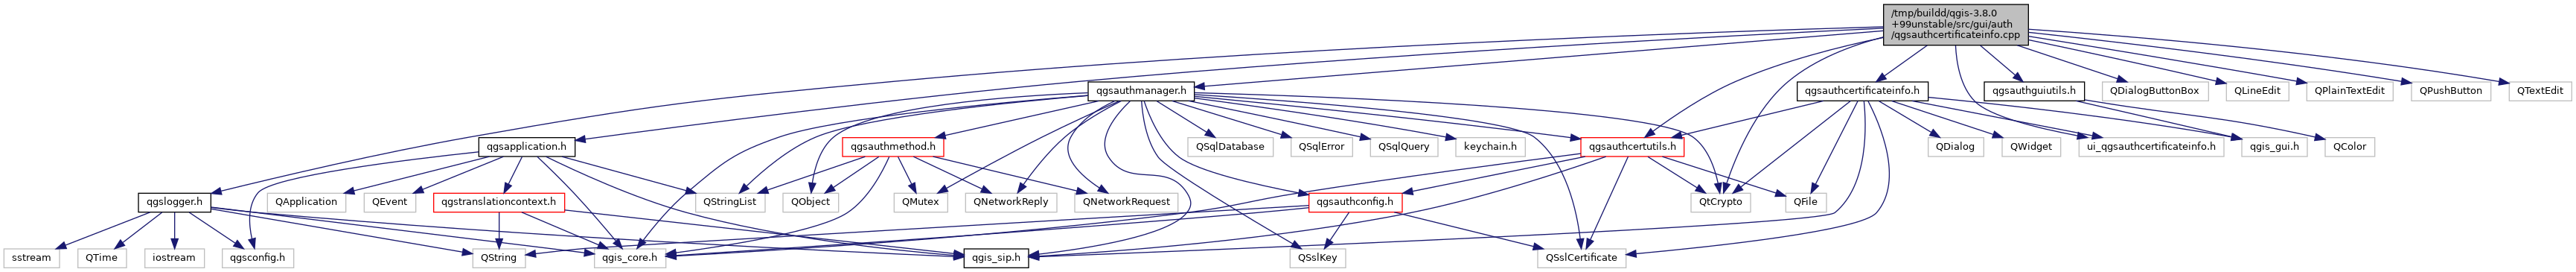 /tmp/buildd/qgis-3.8.0
+99unstable/src/gui/auth
/qgsauthcertificateinfo.cpp
qgsauthmanager.h
qgsauthcertificateinfo.h
qgsauthguiutils.h
QDialogButtonBox
QLineEdit
QPlainTextEdit
QPushButton
QTextEdit
qgsapplication.h
qgsauthmethod.h
QSqlDatabase
QSqlError
QSqlQuery
keychain.h
qgsauthcertutils.h
QDialog
QWidget
ui_qgsauthcertificateinfo.h
qgis_gui.h
QColor
qgslogger.h
QApplication
QEvent
qgstranslationcontext.h
QStringList
QObject
QMutex
QNetworkReply
QNetworkRequest
qgsauthconfig.h
QtCrypto
QFile
sstream
QTime
iostream
qgsconfig.h
QString
qgis_core.h
qgis_sip.h
QSslKey
QSslCertificate